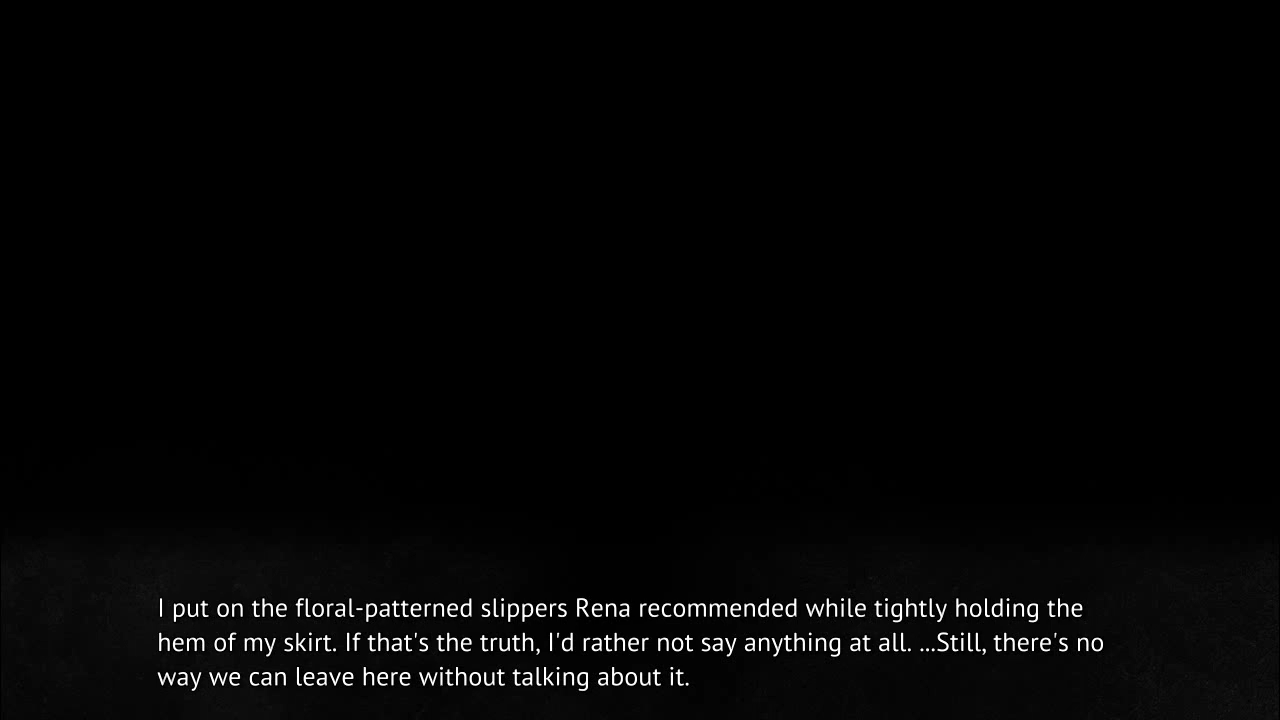 I put on the floral-patterned slippers Rena recommended while tightly holding the
hem of my skirt. If that's the truth, I'd rather not say anything at all. ...Still, there's no
way we can leave here without talking about it.